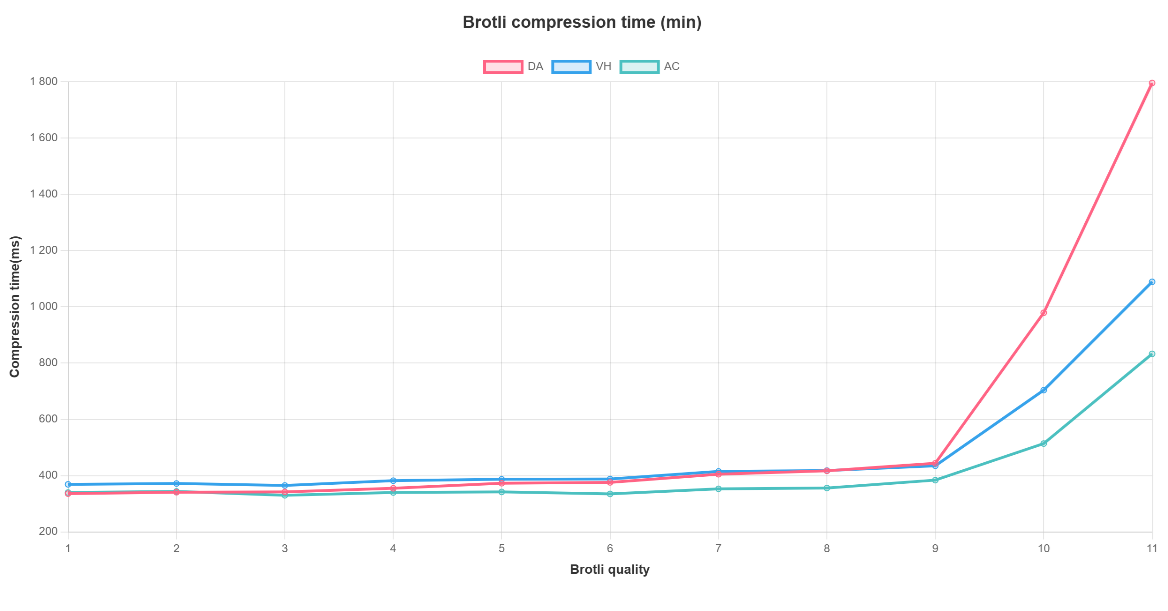 Brotli compression time (min)
DA VH AC
Compression time(ms)
1 800
1 600
1 400
1 200
1 000
800
600
400
200
1 2 3 4 5 6 7 8 9 10 11
Brotli quality